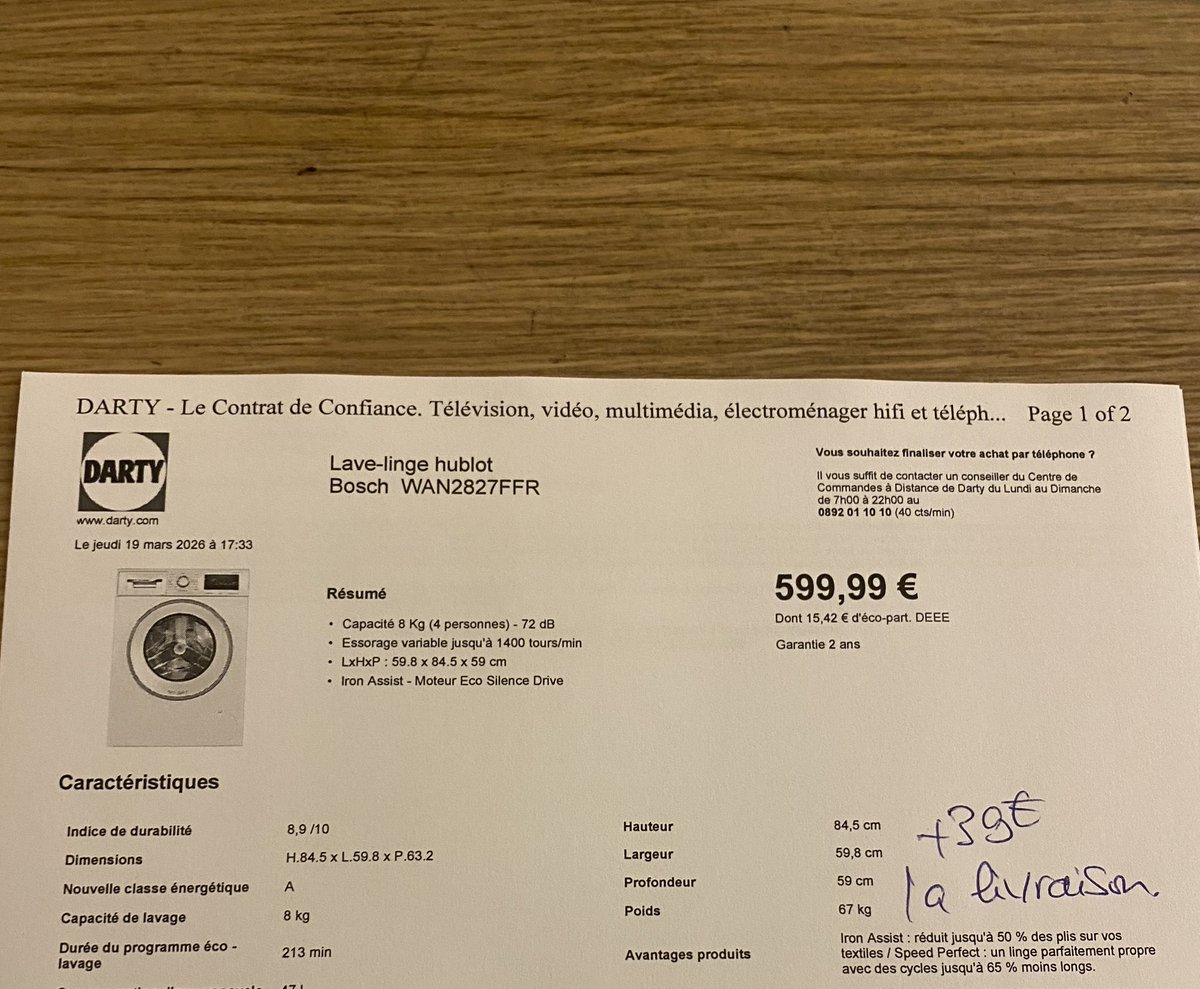 DARTY - Le Contrat de Confiance. Télévision, vidéo, multimédia, électroménager hifi et téléph... Page 1 of 2
DARTY
www.darty.com
Le jeudi 19 mars 2026 à 17:33
Lave-linge hublot
Bosch WAN2827FFR
Vous souhaitez finaliser votre achat par téléphone ?
Il vous suffit de contacter un conseiller du Centre de
Commandes à Distance de Darty du Lundi au Dimanche
de 7h00 à 22h00 au
0892 01 10 10 (40 cts/min)
Résumé
• Capacité 8 Kg (4 personnes) - 72 dB
• Essorage variable jusqu'à 1400 tours/min
• LxHxP : 59.8 x 84.5 x 59 cm
• Iron Assist - Moteur Eco Silence Drive
599,99 €
Dont 15,42 € d'éco-part. DEEE
Garantie 2 ans
Caractéristiques
Indice de durabilité 8,9 /10
Dimensions H.84.5 x L.59.8 x P.63.2
Nouvelle classe énergétique A
Capacité de lavage 8 kg
Durée du programme éco - 213 min
lavage
47 L
Hauteur 84,5 cm
Largeur 59,8 cm
Profondeur 59 cm
Poids 67 kg
Avantages produits
Iron Assist : réduit jusqu'à 50 % des plis sur vos
textiles / Speed Perfect : un linge parfaitement propre
avec des cycles jusqu'à 65 % moins longs.
+39€
la livraison.